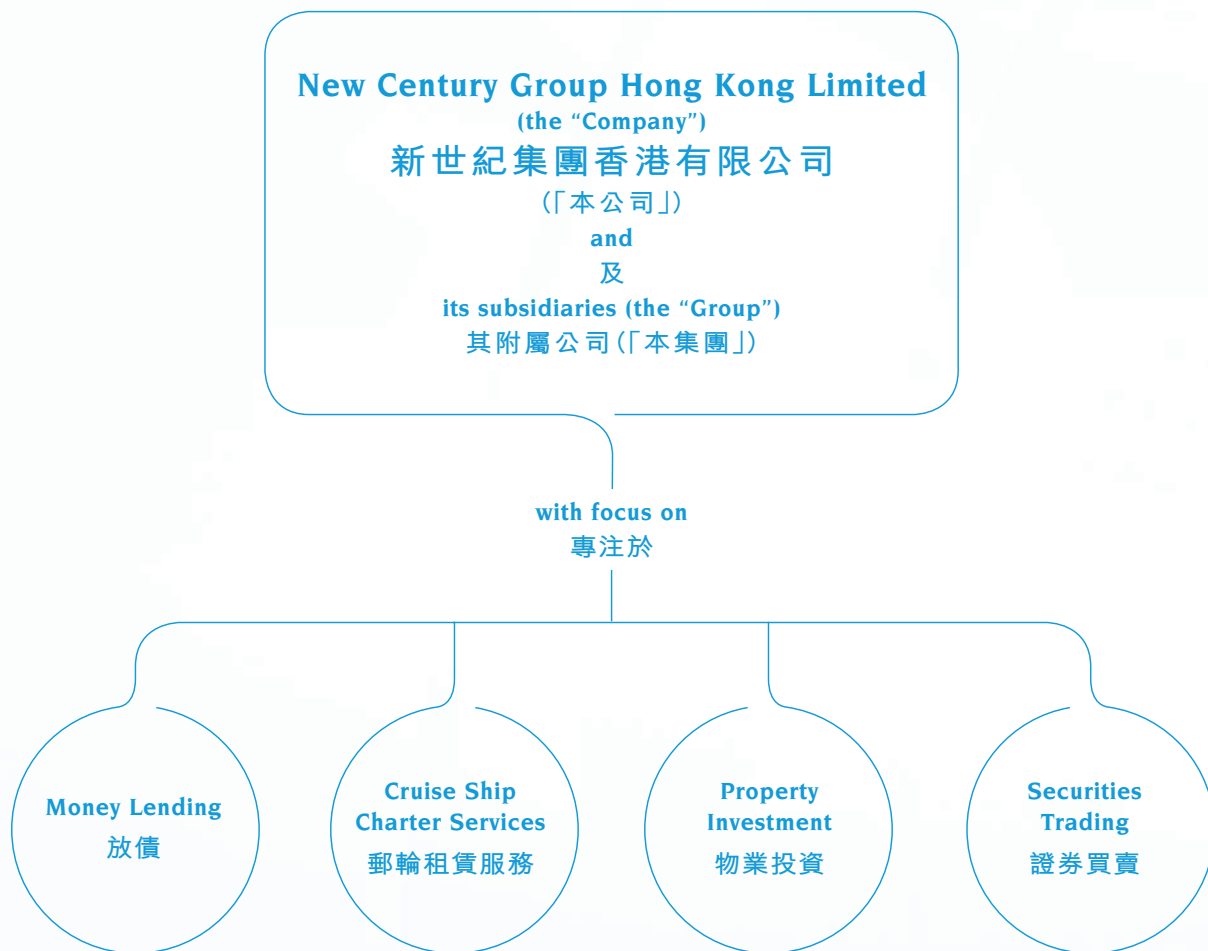 New Century Group Hong Kong Limited
(the “Company”)
新世紀集團香港有限公司
(「本公司」)
and
及
its subsidiaries (the “Group”)
其附屬公司(「本集團」)
with focus on
專注於
Money Lending
放債
Cruise Ship
Charter Services
郵輪租賃服務
Property
Investment
物業投資
Securities
Trading
證券買賣